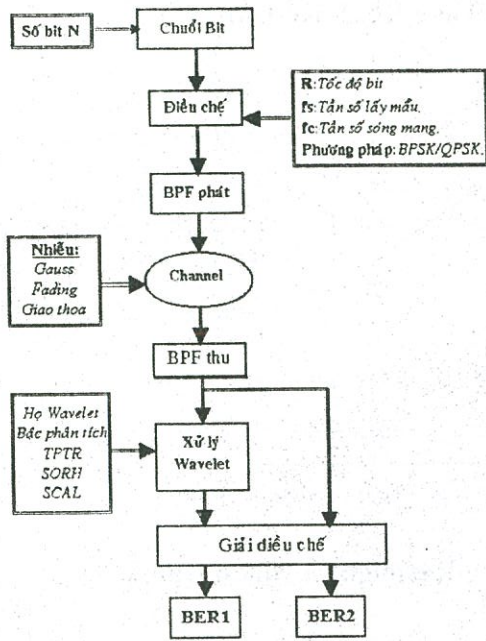 Số bit N
Chuỗi Bit
Điều chế
R:Tốc độ bit
fs:Tần số lấy mẫu.
fc:Tần số sóng mang.
Phương pháp: BPSK/QPSK.
BPF phát
Nhiễu:
Gauss
Fading
Giao thoa
Channel
BPF thu
Họ Wavelet
Bậc phân tích
TPTR
SORH
SCAL
Xử lý
Wavelet
Giải điều chế
BER1
BER2